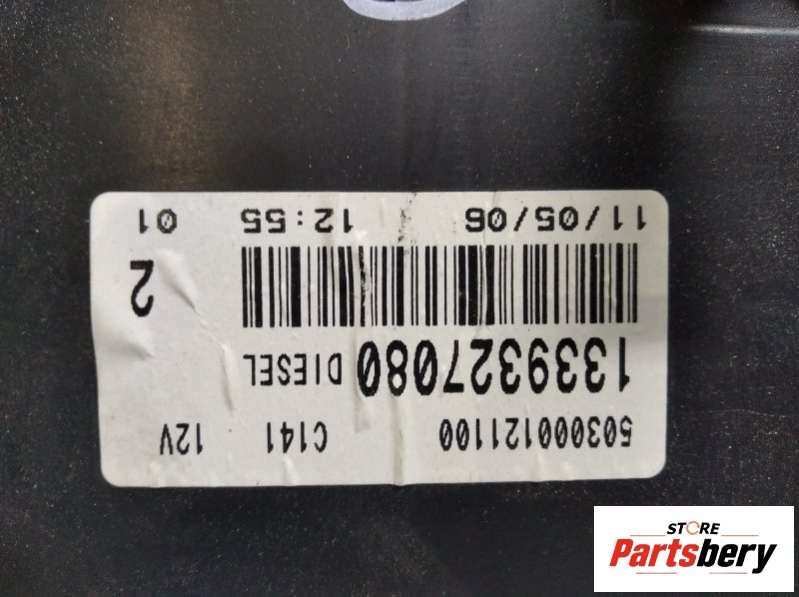 503000121100 C141 12V
1339327080 DIESEL
2
11/05/06 12:55 01
STORE
Partsbery